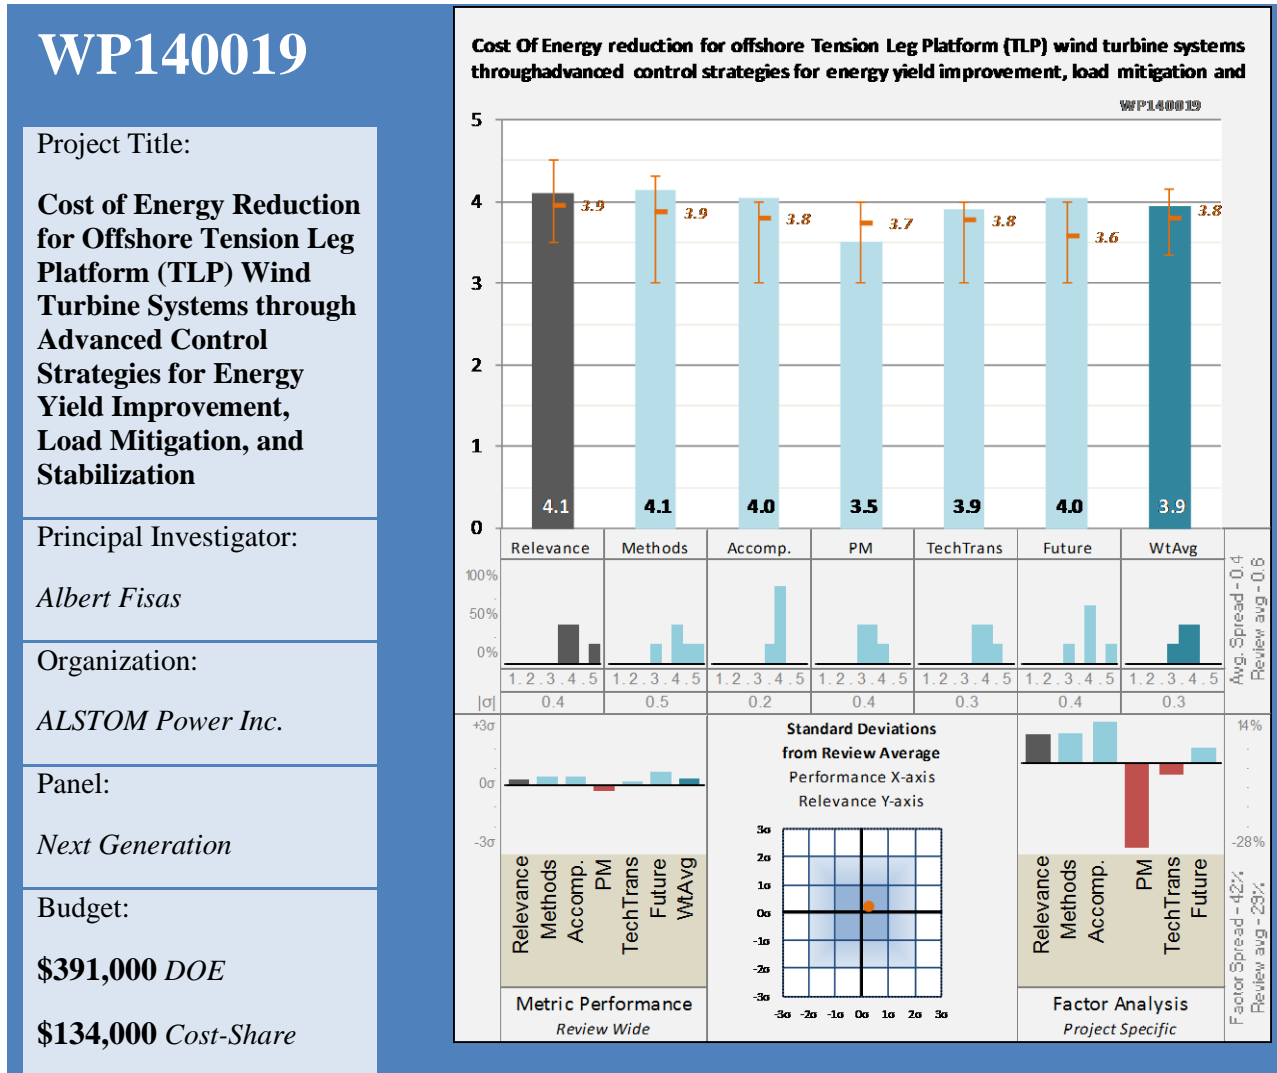 WP140019
Project Title:
Cost of Energy Reduction
for Offshore Tension Leg
Platform (TLP) Wind
Turbine Systems through
Advanced Control
Strategies for Energy
Yield Improvement,
Load Mitigation, and
Stabilization
Principal Investigator:
Albert Fisas
Organization:
ALSTOM Power Inc.
Panel:
Next Generation
Budget:
$391,000 DOE
$134,000 Cost-Share
Cost Of Energy reduction for offshore Tension Leg Platform (TLP) wind turbine systems
throughadvanced control strategies for energy yield improvement, load mitigation and
WP140019
5
4
3
2
1
0
3.9
3.9
3.8
3.7
3.8
3.6
3.8
4.1
4.1
4.0
3.5
3.9
4.0
3.9
Relevance
Methods
Accomp.
PM
TechTrans
Future
WtAvg
100%
50%
0%
1 . 2 . 3 . 4 . 5
1 . 2 . 3 . 4 . 5
1 . 2 . 3 . 4 . 5
1 . 2 . 3 . 4 . 5
1 . 2 . 3 . 4 . 5
1 . 2 . 3 . 4 . 5
1 . 2 . 3 . 4 . 5
|σ|
0.4
0.5
0.2
0.4
0.3
0.4
0.3
Avg. Spread - 0.4
Review avg - 0.6
+3σ
0σ
-3σ
Relevance
Methods
Accomp.
PM
TechTrans
Future
WtAvg
Metric Performance
Review Wide
Standard Deviations
from Review Average
Performance X-axis
Relevance Y-axis
3σ
2σ
1σ
0σ
-1σ
-2σ
-3σ
-3σ -2σ -1σ 0σ 1σ 2σ 3σ
14%
-28%
Relevance
Methods
Accomp.
PM
TechTrans
Future
Factor Analysis
Project Specific
Factor Spread - 42%
Review avg - 29%